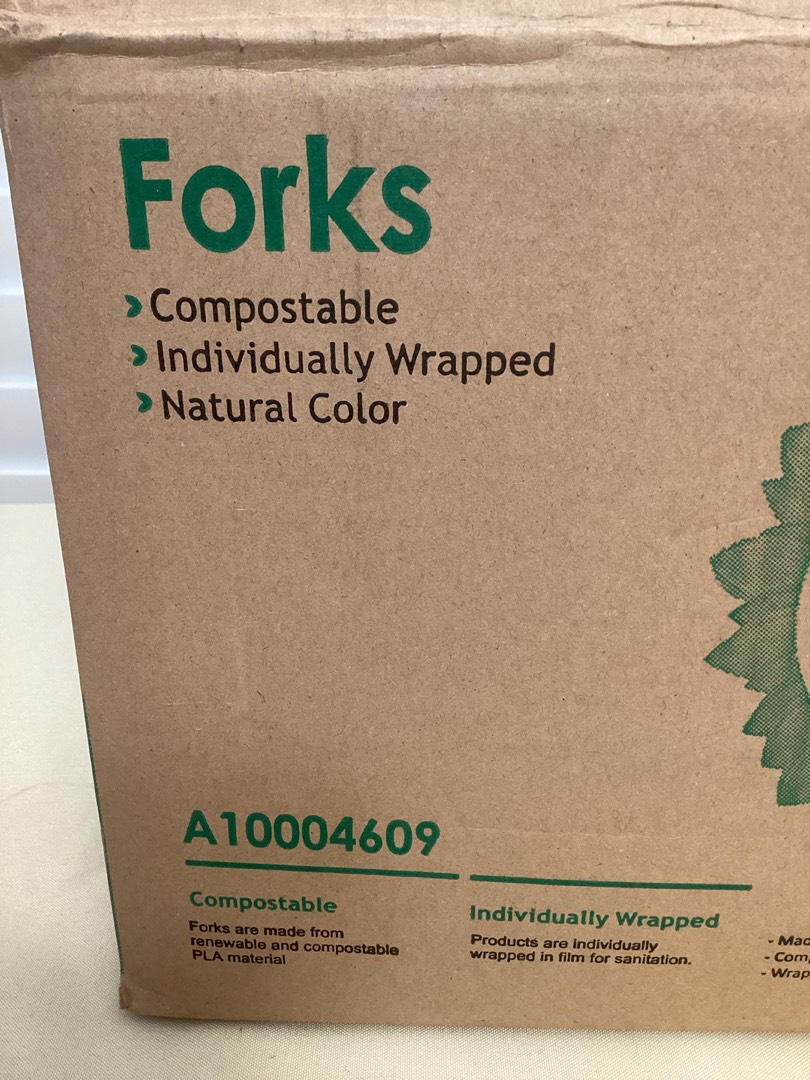 Forks
Compostable
Individually Wrapped
Natural Color
A10004609
Compostable
Forks are made from
renewable and compostable
PLA material
Individually Wrapped
Products are individually
wrapped in film for sanitation.